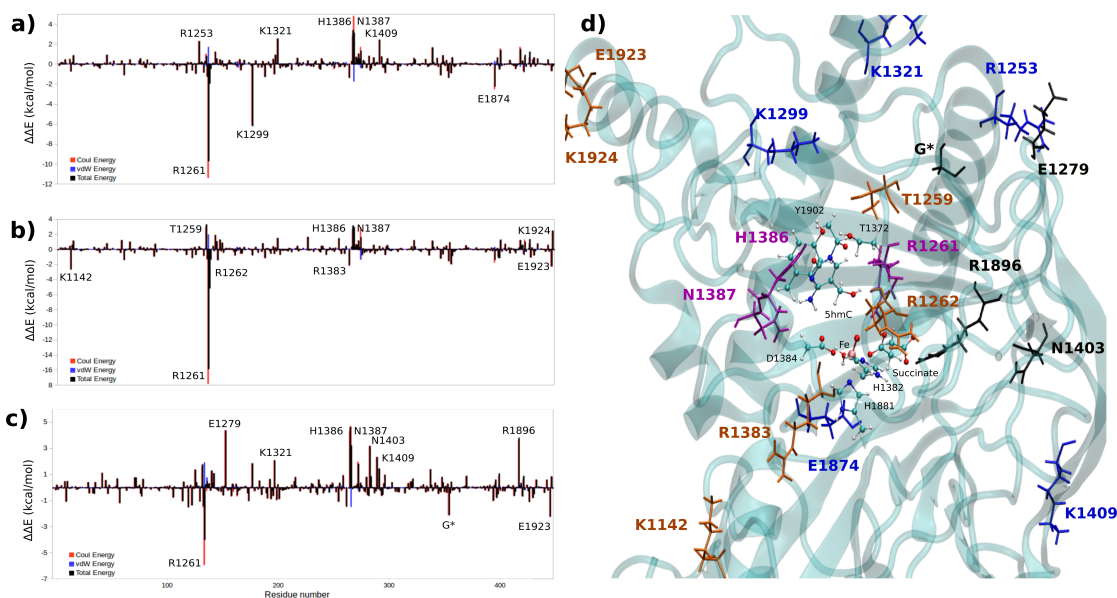 a)
ΔΔE (kcal/mol)
4
2
0
-2
-4
-6
-8
-10
-12
R1253
K1321
H1386
N1387
K1409
K1299
R1261
E1874
Coul Energy
vdW Energy
Total Energy
b)
ΔΔE (kcal/mol)
4
2
0
-2
-4
-6
-8
-10
-12
-14
-16
8
T1259
H1386
N1387
K1924
K1142
R1262
R1383
E1923
R1261
Coul Energy
vdW Energy
Total Energy
c)
ΔΔE (kcal/mol)
5
3
1
-1
-3
-5
-7
E1279
K1321
H1386
N1387
N1403
K1409
R1896
G*
E1923
R1261
Coul Energy
vdW Energy
Total Energy
100
200
300
400
Residue number
d)
E1923
K1321
R1253
K1299
K1924
G*
E1279
T1259
Y1902
T1372
H1386
R1261
R1896
N1387
R1262
5hmC
Fe
N1403
D1384
Succinate
H1382
H1881
R1383
E1874
K1409
K1142